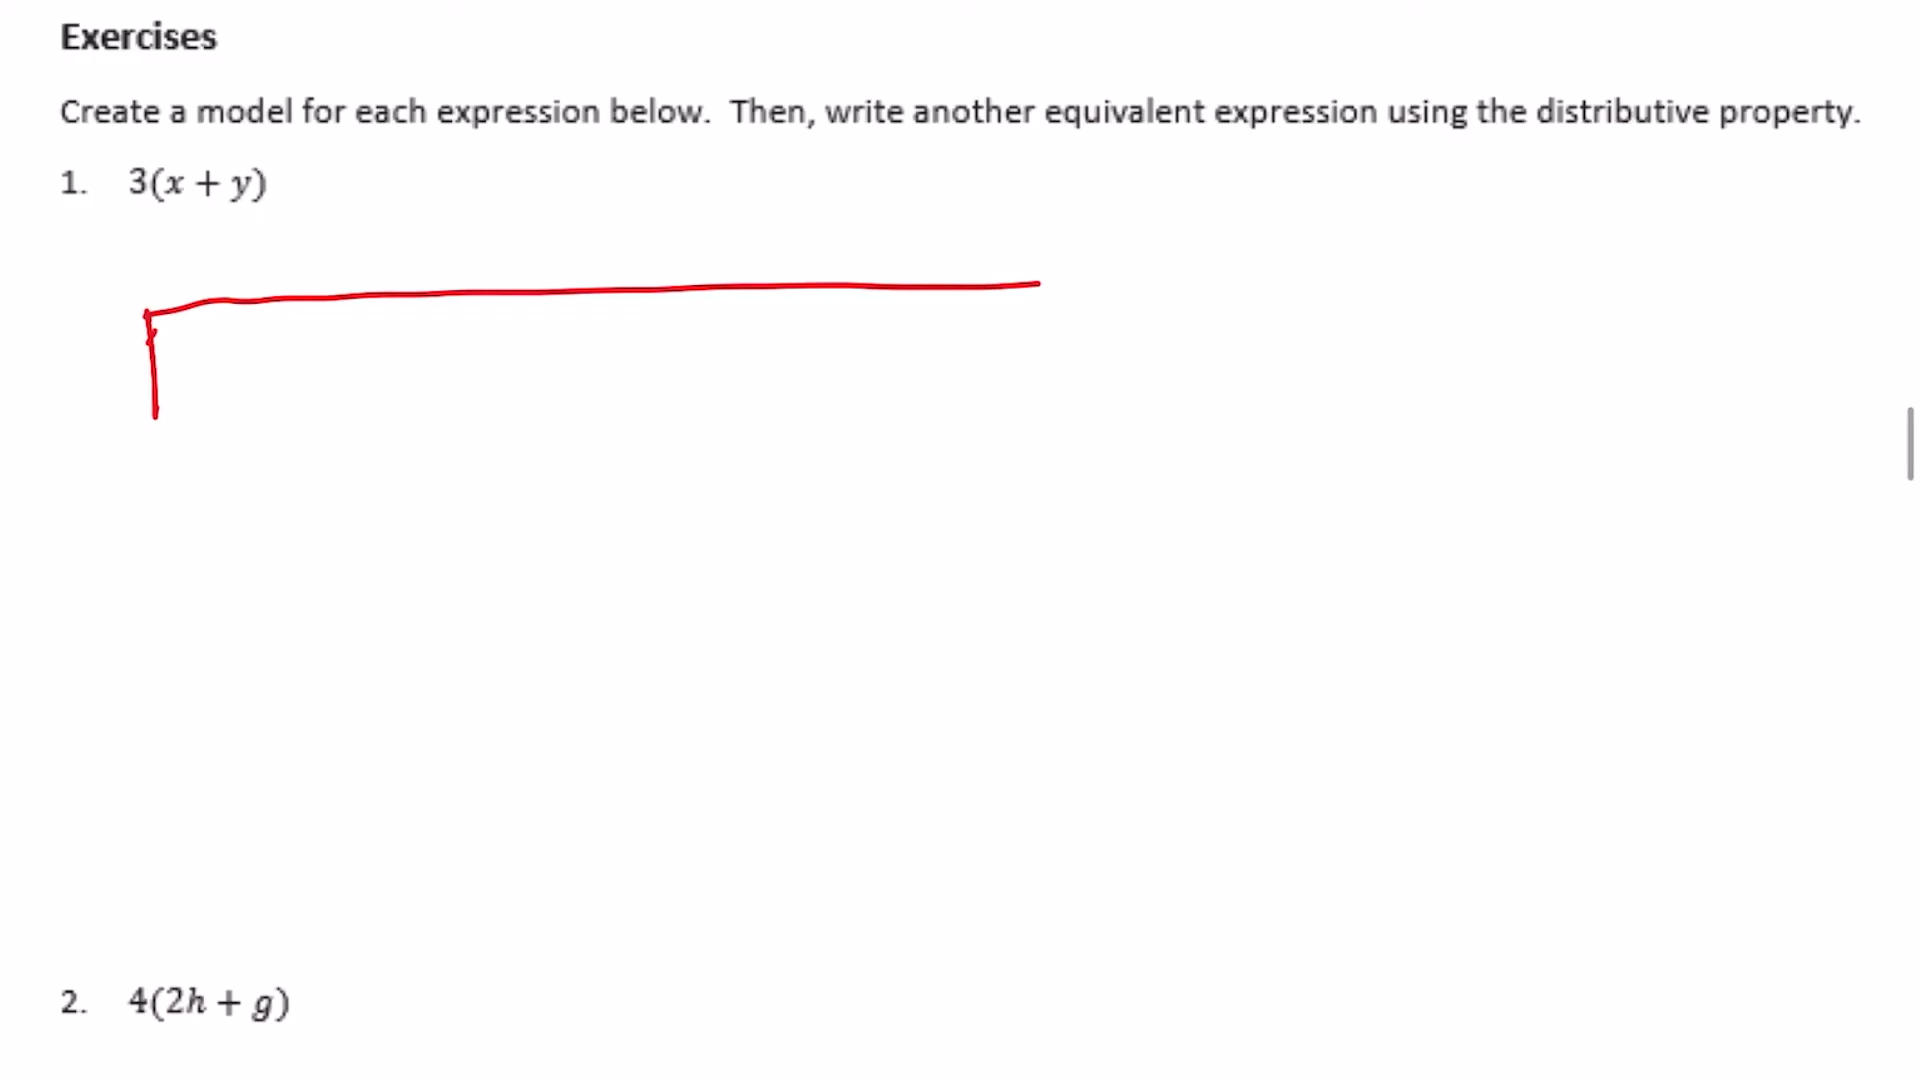 Exercises
Create a model for each expression below. Then, write another equivalent expression using the distributive property.
1. 3(x + y)
2. 4(2h + g)